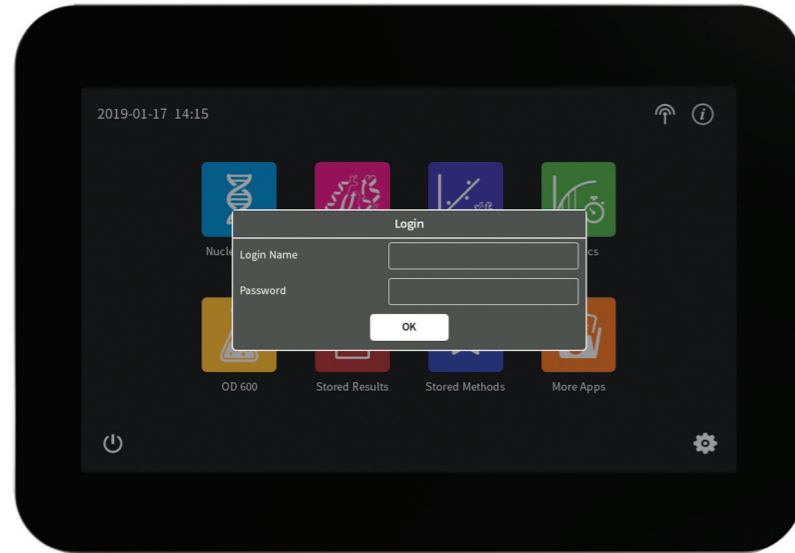 2019-01-17 14:15
Login
Login Name
Password
OK
OD 600
Stored Results
Stored Methods
More Apps